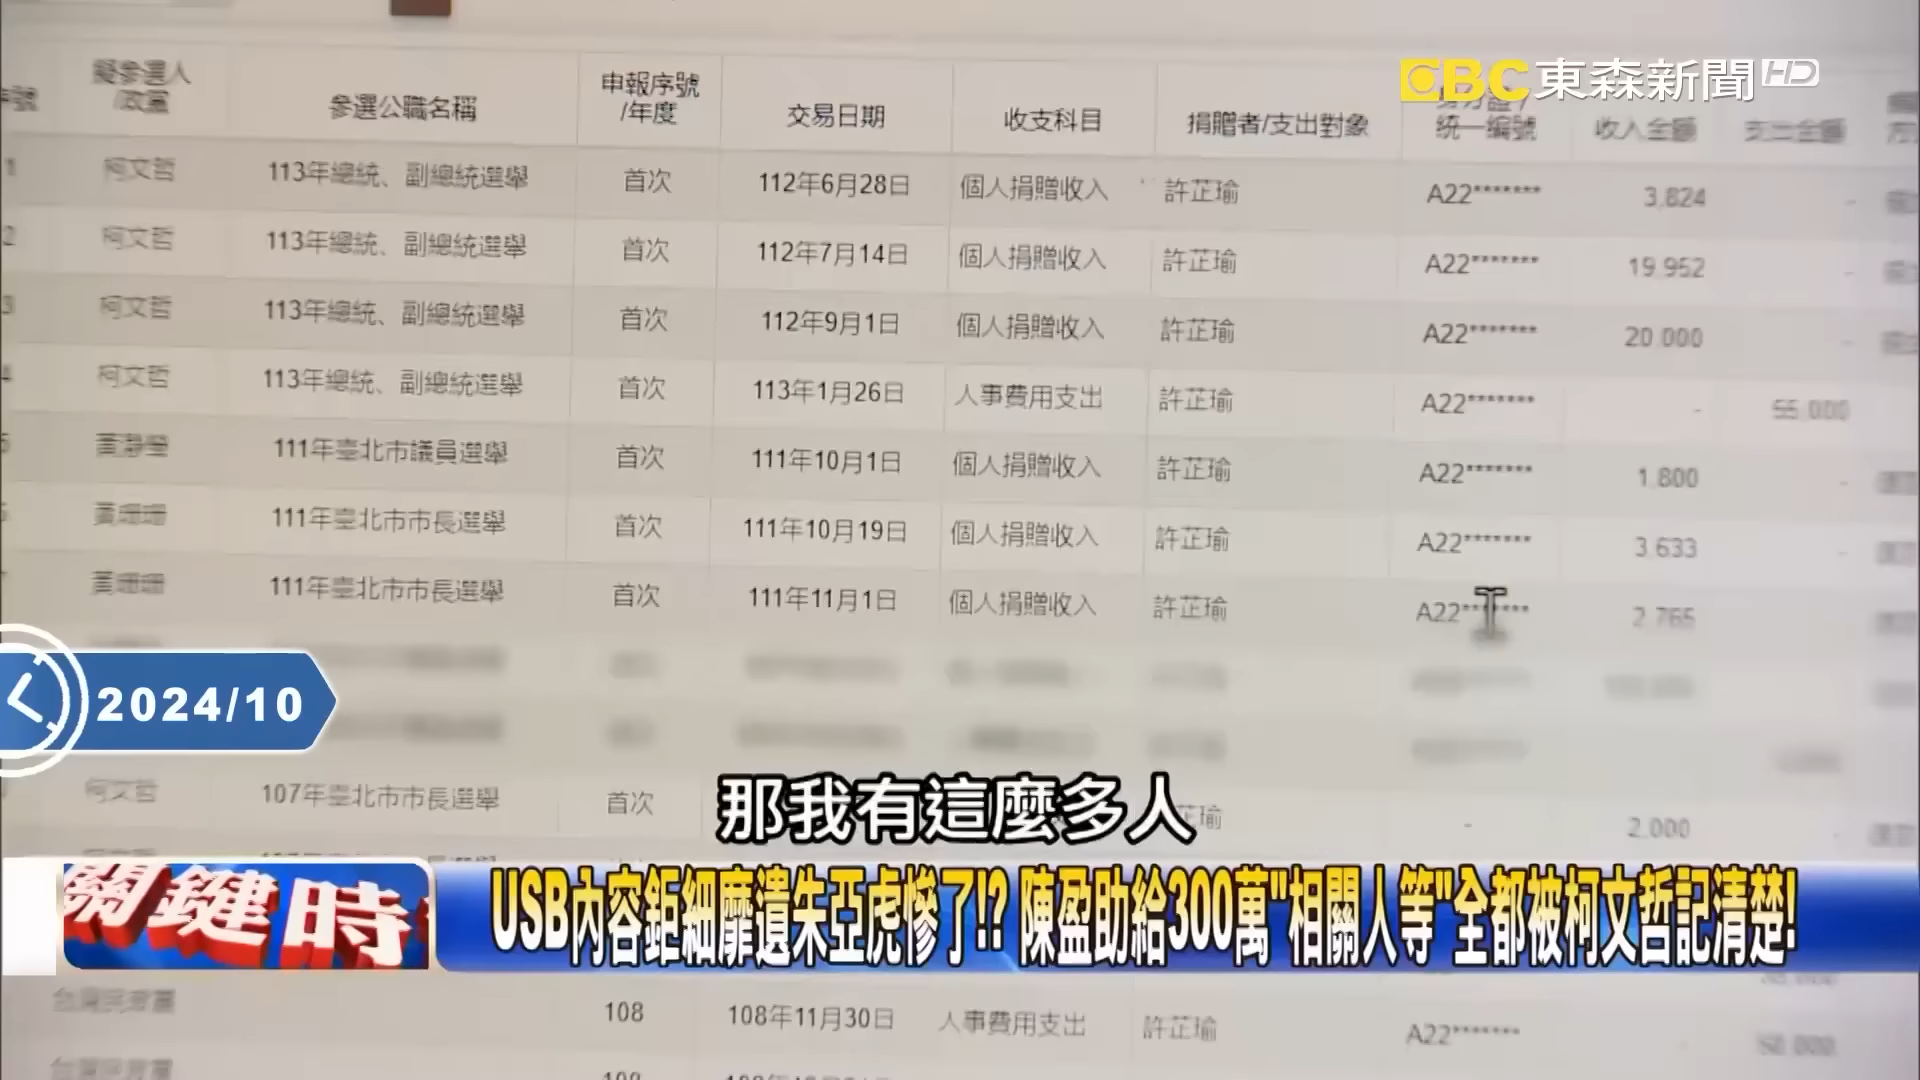 EBC東森新聞HD
擬參選人/政黨 參選公職名稱 申報序號/年度 交易日期 收支科目 捐贈者/支出對象 統一編號 收入金額 支出金額
1 柯文哲 113年總統、副總統選舉 首次 112年6月28日 個人捐贈收入 許芷瑜 A22******* 3,824 -
2 柯文哲 113年總統、副總統選舉 首次 112年7月14日 個人捐贈收入 許芷瑜 A22******* 19,952 -
3 柯文哲 113年總統、副總統選舉 首次 112年9月1日 個人捐贈收入 許芷瑜 A22******* 20,000 -
4 柯文哲 113年總統、副總統選舉 首次 113年1月26日 人事費用支出 許芷瑜 A22******* - 55,000
5 黃瀞瑩 111年臺北市議員選舉 首次 111年10月1日 個人捐贈收入 許芷瑜 A22******* 1,800 -
黃珊珊 111年臺北市市長選舉 首次 111年10月19日 個人捐贈收入 許芷瑜 A22******* 3,633 -
黃珊珊 111年臺北市市長選舉 首次 111年11月1日 個人捐贈收入 許芷瑜 A22******* 2,765
2024/10
柯文哲 107年臺北市市長選舉 首次 瑜 - 2,000
那我有這麼多人
關鍵時
USB內容鉅細靡遺朱亞虎慘了!? 陳盈助給300萬"相關人等"全都被柯文哲記清楚!
台灣民眾黨 108 108年11月30日 人事費用支出 許芷瑜 A22******* 50,000